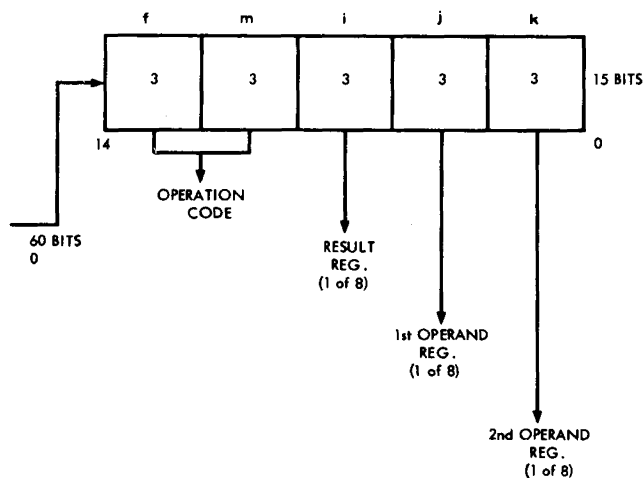 f m i j k
3 3 3 3 3 15 BITS
14 0
OPERATION
CODE
60 BITS
0
RESULT
REG.
(1 of 8)
1st OPERAND
REG.
(1 of 8)
2nd OPERAND
REG.
(1 of 8)